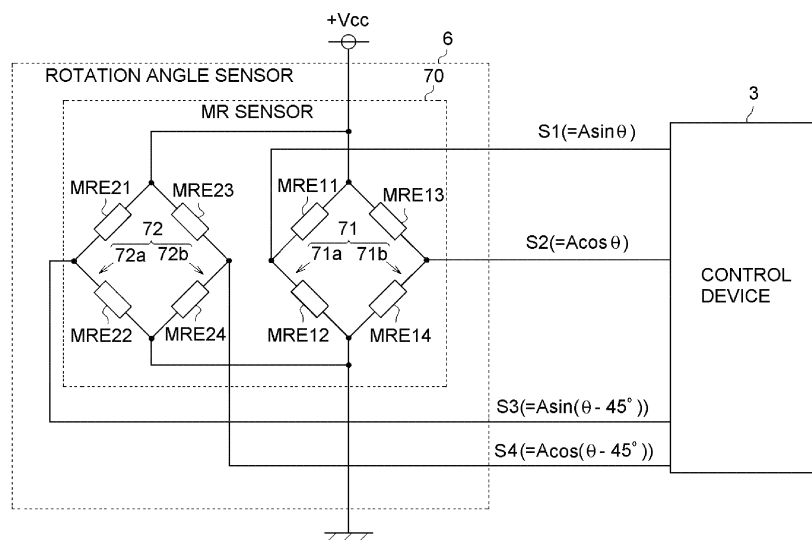 +Vcc
6
ROTATION ANGLE SENSOR
70
MR SENSOR
3
S1(=Asinθ)
MRE21
MRE23
MRE11
MRE13
72
72a 72b
71
71a 71b
S2(=Acosθ)
CONTROL
DEVICE
MRE22
MRE24
MRE12
MRE14
S3(=Asin(θ - 45°))
S4(=Acos(θ - 45°))